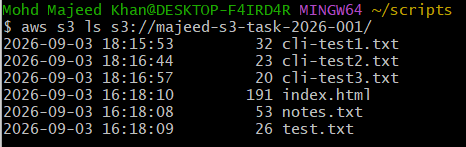 Mohd Majeed Khan@DESKTOP-F4IRD4R MINGW64 ~/scripts
$ aws s3 ls s3://majeed-s3-task-2026-001/
2026-09-03 18:15:53         32 cli-test1.txt
2026-09-03 18:16:44         23 cli-test2.txt
2026-09-03 18:16:57         20 cli-test3.txt
2026-09-03 16:18:10        191 index.html
2026-09-03 16:18:08         53 notes.txt
2026-09-03 16:18:09         26 test.txt